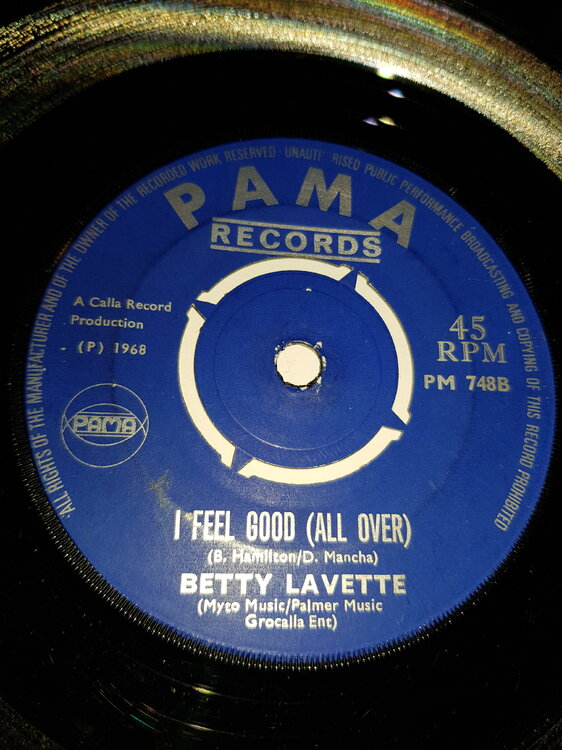 ALL RIGHTS OF THE MANUFACTURER AND OF THE OWNER OF THE RECORDED WORK RESERVED · UNAUTHORISED PUBLIC PERFORMANCE BROADCASTING AND COPYING OF THIS RECORD PROHIBITED
PAMA
RECORDS
A Calla Record
Production
(P) 1968
45
RPM
PM 748B
PAMA
I FEEL GOOD (ALL OVER)
(B. Hamilton/D. Mancha)
BETTY LAVETTE
(Myto Music/Palmer Music
Grocalla Ent)